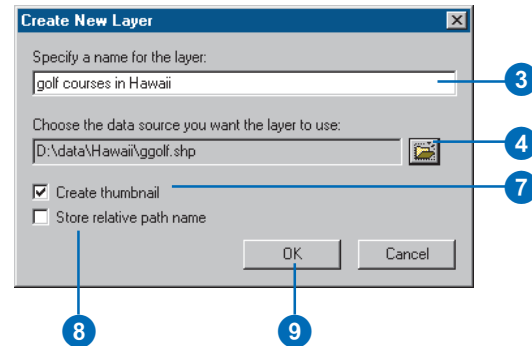 Create New Layer
Specify a name for the layer:
golf courses in Hawaii
3
Choose the data source you want the layer to use:
D:\data\Hawaii\ggolf.shp
4
Create thumbnail
7
Store relative path name
OK
Cancel
8
9